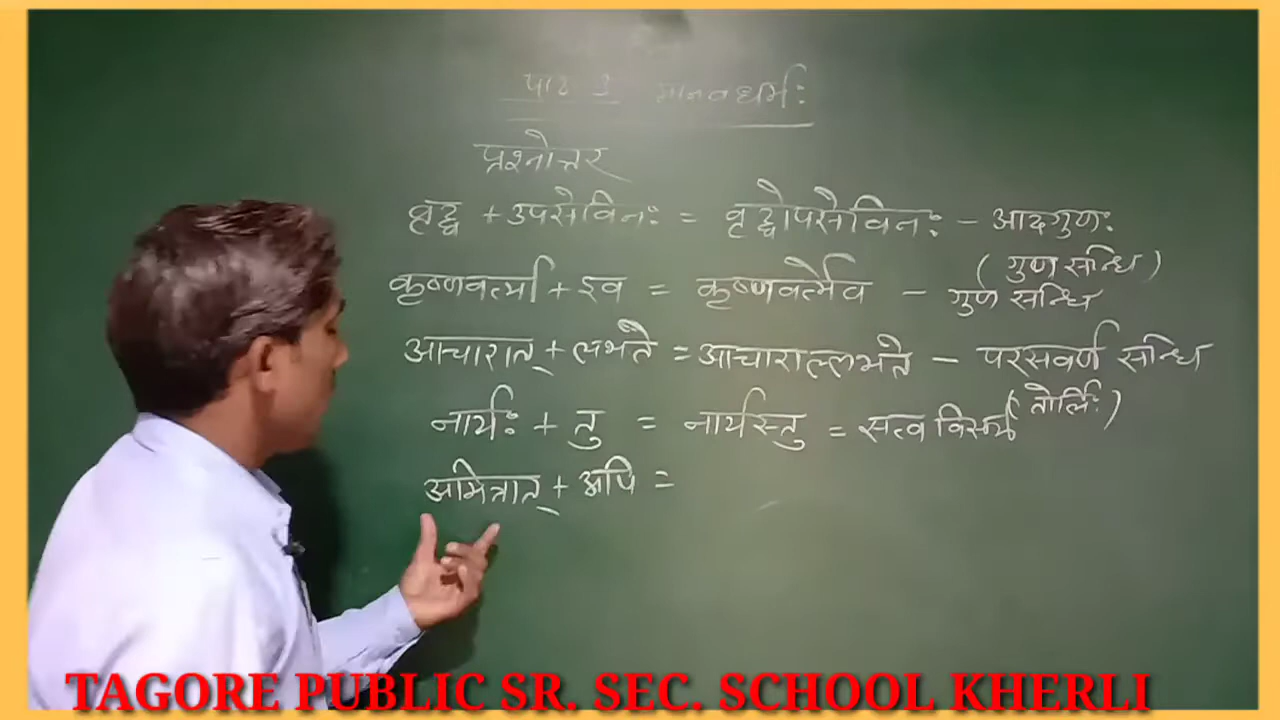 पाठ 3 मानवधर्मः
प्रश्नोत्तर
वृद्ध + उपसेविनः = वृद्धोपसेविनः - आदगुणः
(गुण सन्धि)
कृष्णवर्त्मा + इव = कृष्णवर्त्मेव - गुण सन्धि
आचारात् + लभते = आचाराल्लभते - परसवर्ण सन्धि
(तोर्लिः)
नार्यः + तु = नार्यस्तु = सत्व विसर्ग
अमित्रात् + अपि =
TAGORE PUBLIC SR. SEC. SCHOOL KHERLI